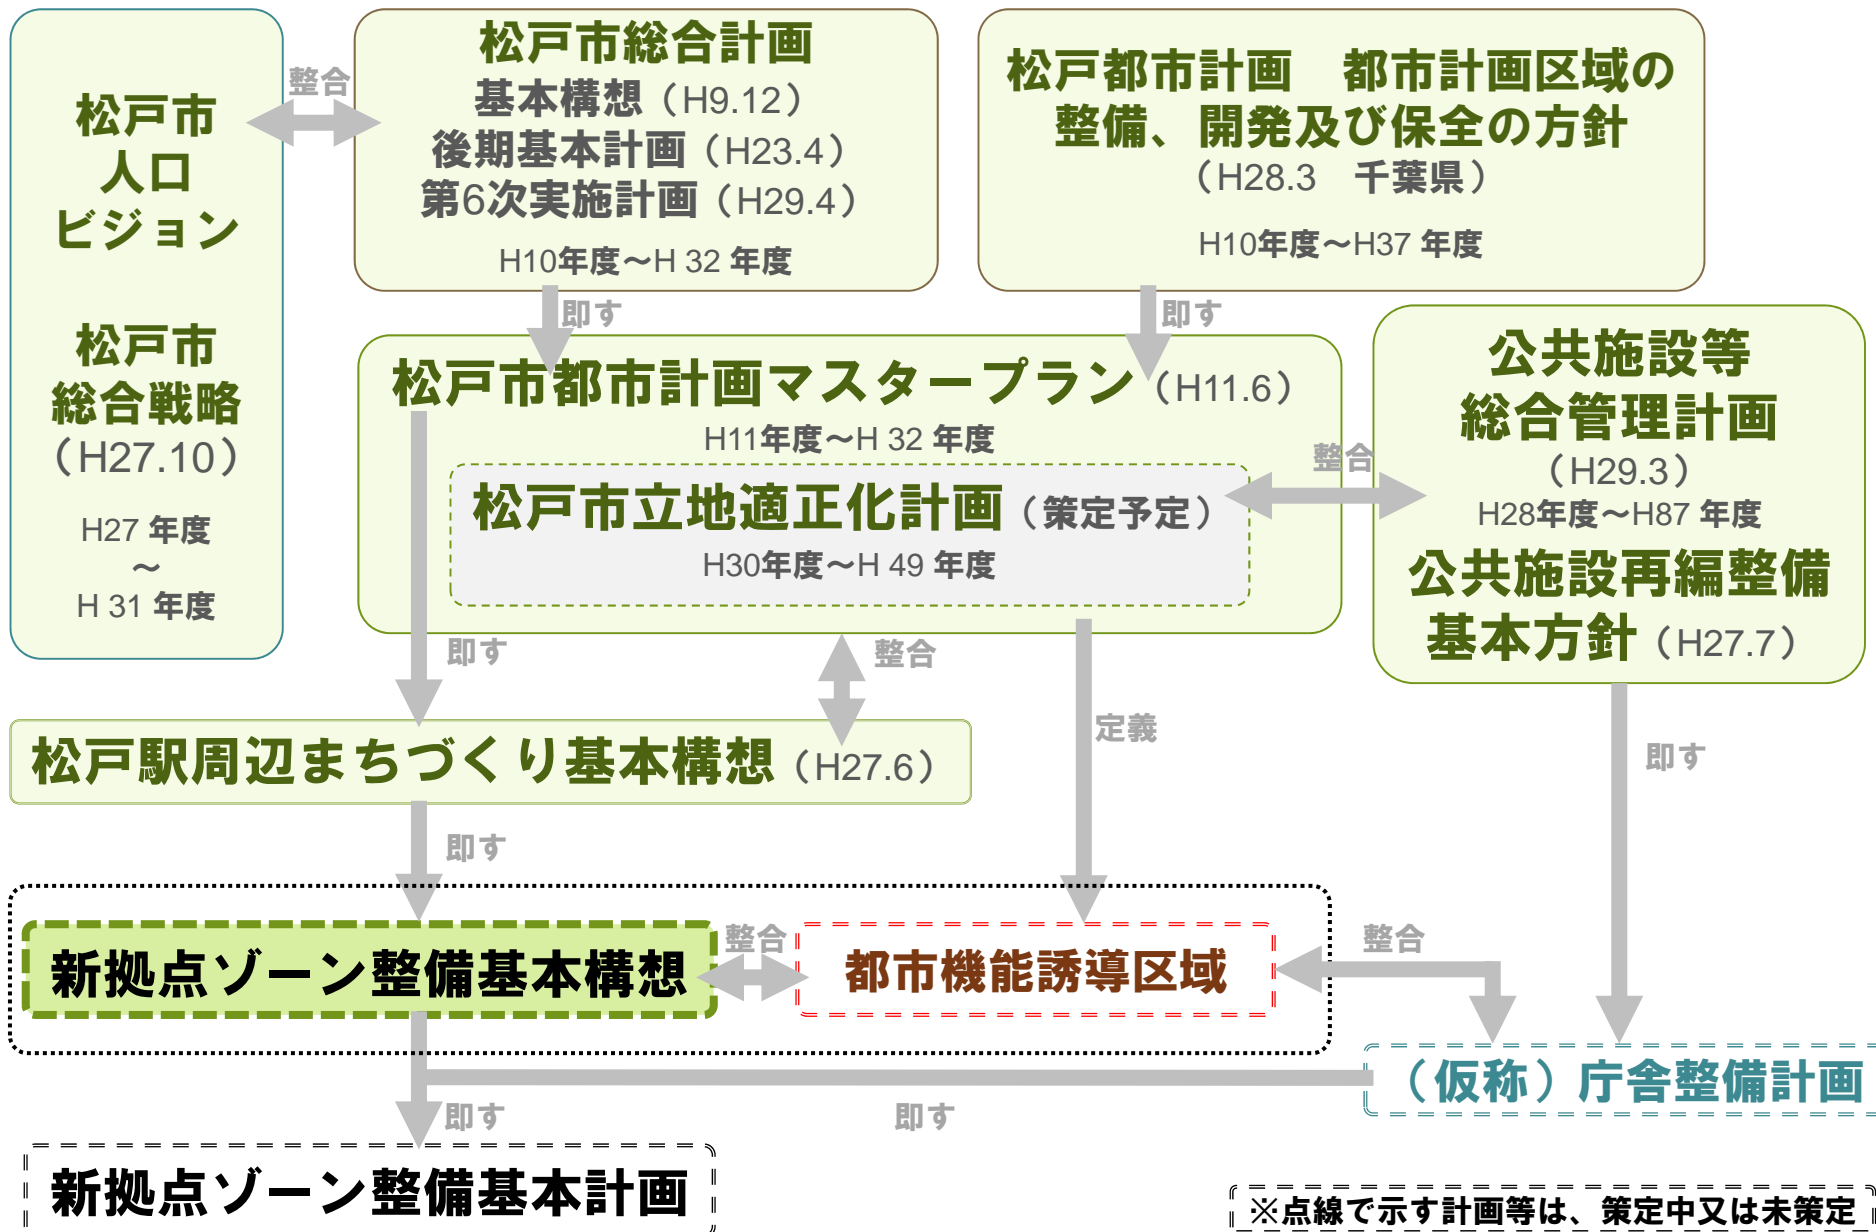 松戸市
人口
ビジョン
松戸市
総合戦略
（H27.10）
H27 年度
～
H 31 年度
整合
松戸市総合計画
基本構想（H9.12）
後期基本計画（H23.4）
第6次実施計画（H29.4）
H10年度～H 32 年度
松戸都市計画　都市計画区域の
整備、開発及び保全の方針
（H28.3　千葉県）
H10年度～H37 年度
即す
即す
松戸市都市計画マスタープラン（H11.6）
H11年度～H 32 年度
松戸市立地適正化計画（策定予定）
H30年度～H 49 年度
整合
公共施設等
総合管理計画
（H29.3）
H28年度～H87 年度
公共施設再編整備
基本方針（H27.7）
即す
整合
定義
即す
松戸駅周辺まちづくり基本構想（H27.6）
即す
新拠点ゾーン整備基本構想
整合
都市機能誘導区域
整合
（仮称）庁舎整備計画
即す
即す
新拠点ゾーン整備基本計画
※点線で示す計画等は、策定中又は未策定